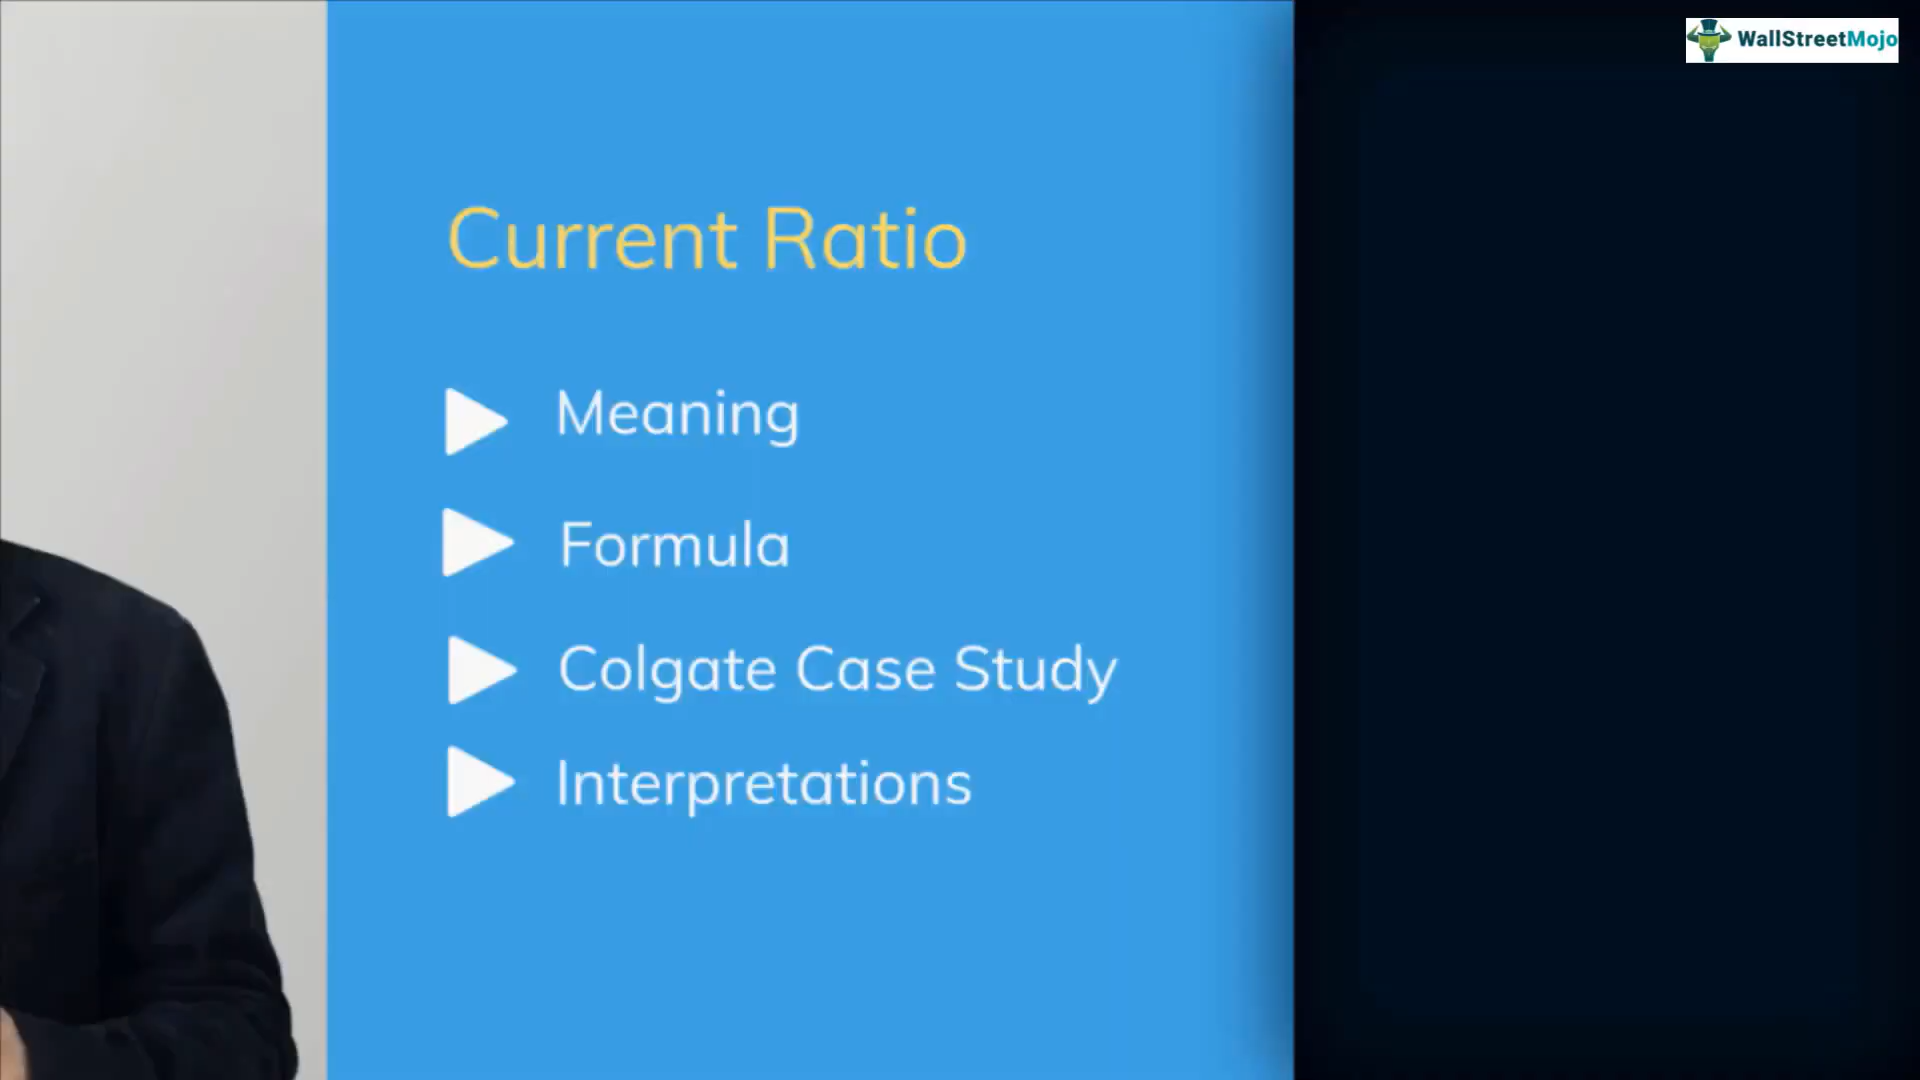 WallStreetMojo
Current Ratio
Meaning
Formula
Colgate Case Study
Interpretations